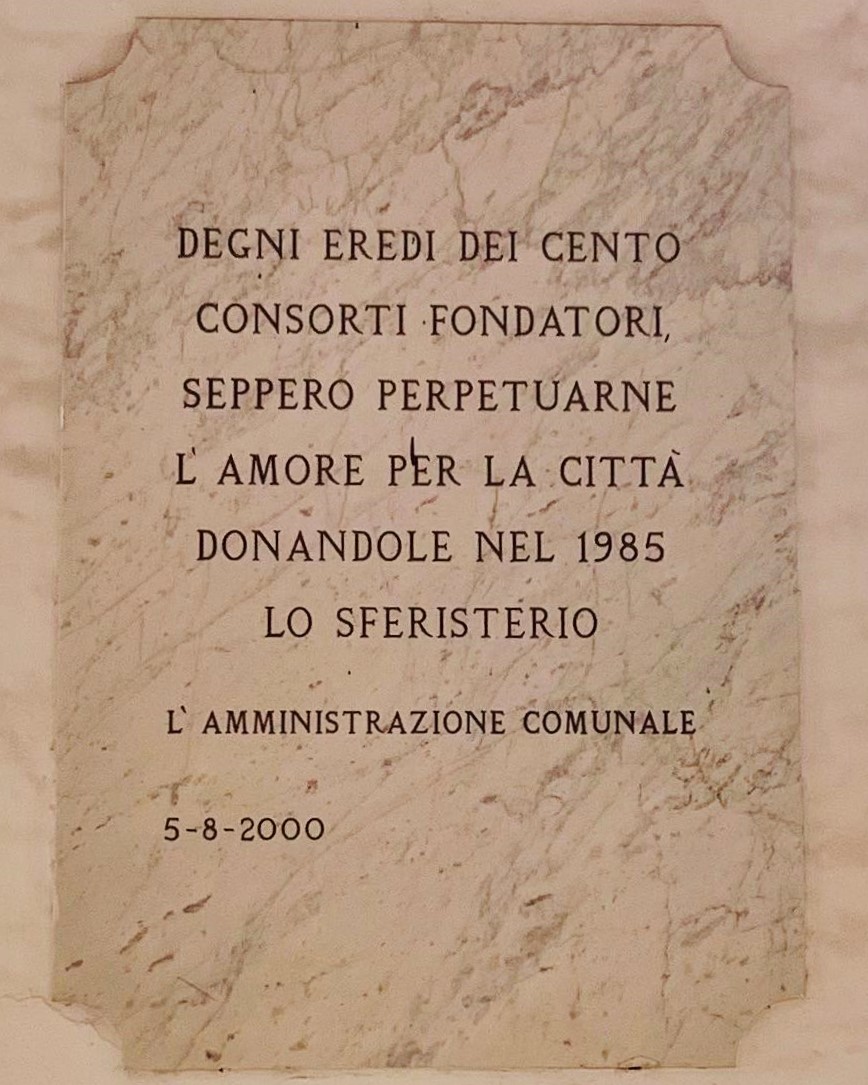 DEGNI EREDI DEI CENTO
CONSORTI FONDATORI,
SEPPERO PERPETUARNE
L' AMORE PER LA CITTÀ
DONANDOLE NEL 1985
LO SFERISTERIO
L' AMMINISTRAZIONE COMUNALE
5-8-2000